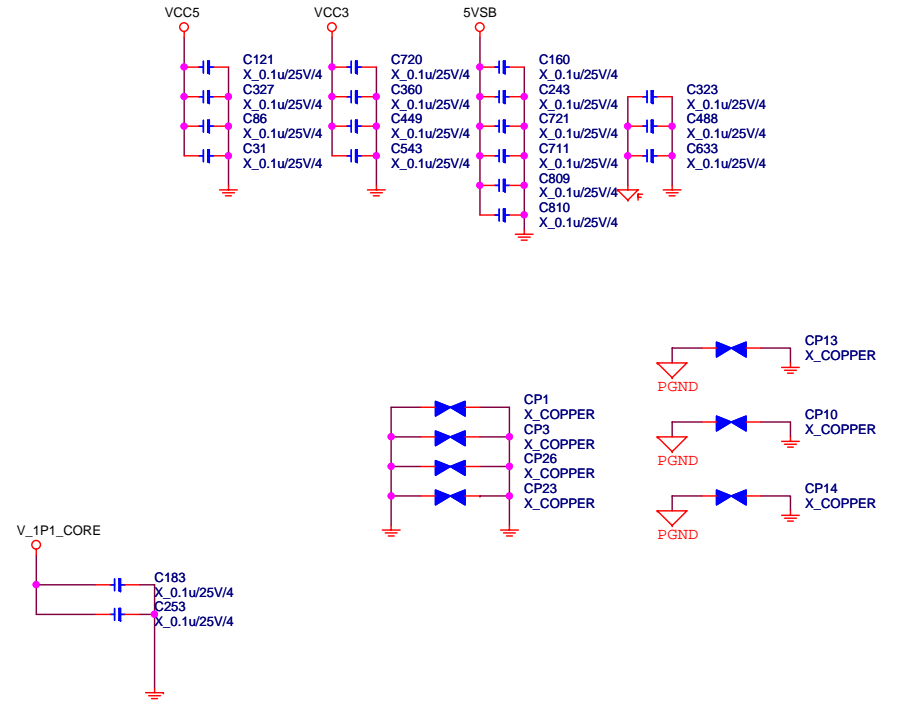 VCC5
VCC3
5VSB
C121
X_0.1u/25V/4
C327
X_0.1u/25V/4
C86
X_0.1u/25V/4
C31
X_0.1u/25V/4
C720
X_0.1u/25V/4
C360
X_0.1u/25V/4
C449
X_0.1u/25V/4
C543
X_0.1u/25V/4
C160
X_0.1u/25V/4
C243
X_0.1u/25V/4
C721
X_0.1u/25V/4
C711
X_0.1u/25V/4
C809
X_0.1u/25V/4
C810
X_0.1u/25V/4
C323
X_0.1u/25V/4
C488
X_0.1u/25V/4
C633
X_0.1u/25V/4
F
CP13
X_COPPER
PGND
CP1
X_COPPER
CP3
X_COPPER
CP26
X_COPPER
CP23
X_COPPER
CP10
X_COPPER
PGND
CP14
X_COPPER
PGND
V_1P1_CORE
C183
X_0.1u/25V/4
C253
X_0.1u/25V/4